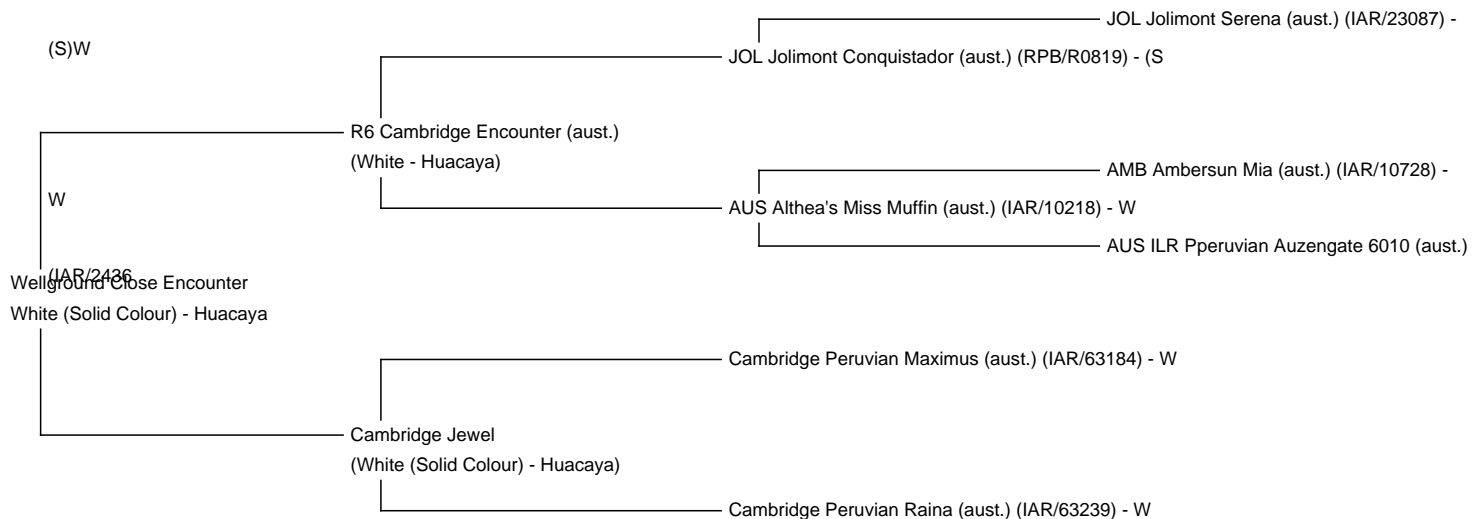 JOL Jolimont Serena (aust.) (IAR/23087) -
(S)W
JOL Jolimont Conquistador (aust.) (RPB/R0819) - (S
R6 Cambridge Encounter (aust.)
(White - Huacaya)
AMB Ambersun Mia (aust.) (IAR/10728) -
W
AUS Althea's Miss Muffin (aust.) (IAR/10218) - W
AUS ILR Pperuvian Auzengate 6010 (aust.)
(IAR/2436
Wellground Close Encounter
White (Solid Colour) - Huacaya
Cambridge Peruvian Maximus (aust.) (IAR/63184) - W
Cambridge Jewel
(White (Solid Colour) - Huacaya)
Cambridge Peruvian Raina (aust.) (IAR/63239) - W